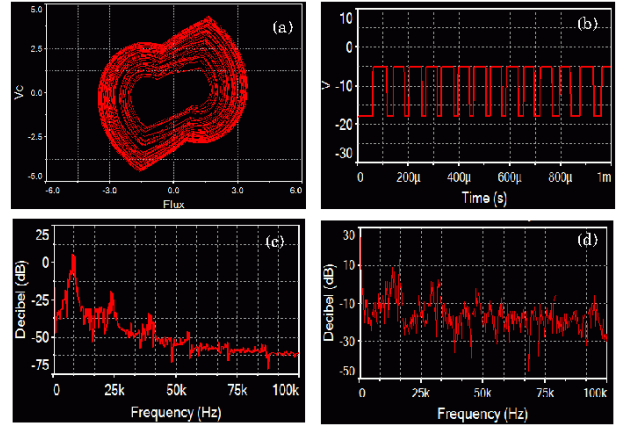 (a)
Vc
5.0
2.5
0.0
-2.5
-5.0
-6.0 -3.0 0.0 3.0 6.0
Flux
(b)
V
10
0
-10
-20
-30
0 200µ 400µ 600µ 800µ 1m
Time (s)
(c)
Decibel (dB)
25
0
-25
-50
-75
0 25k 50k 75k 100k
Frequency (Hz)
(d)
Decibel (dB)
30
10
-10
-30
-50
0 25k 50k 75k 100k
Frequency (Hz)